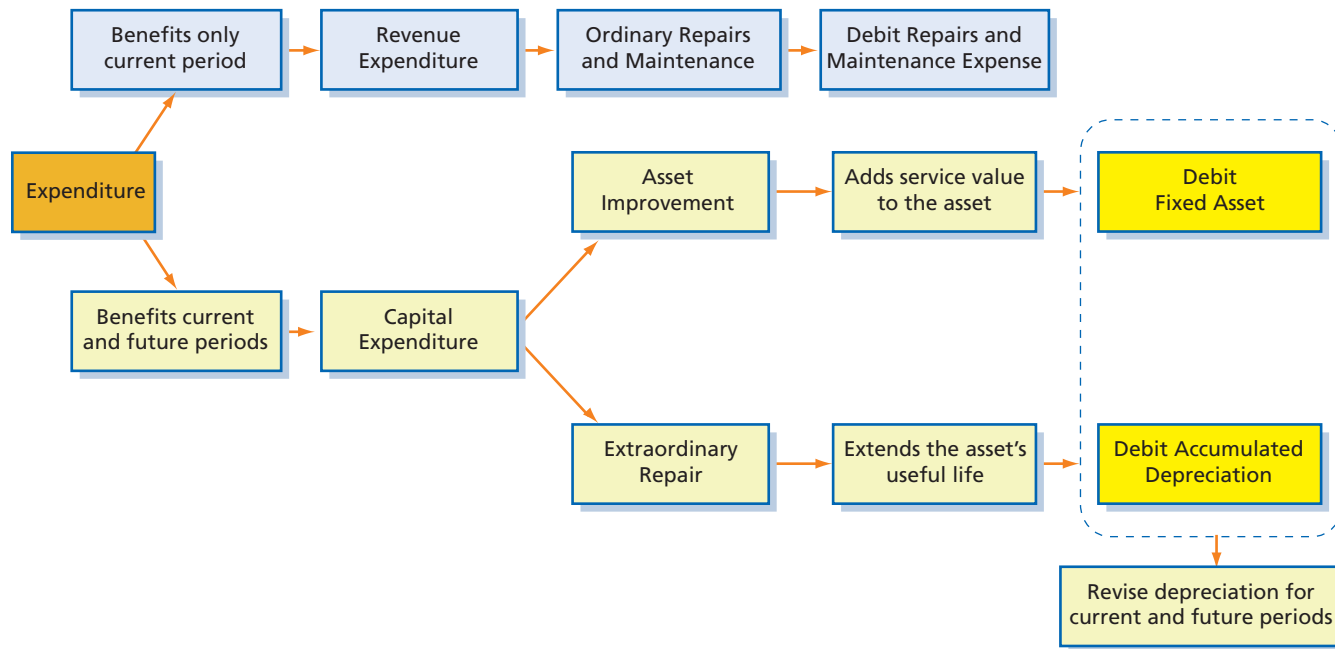 Benefits only
current period
Revenue
Expenditure
Ordinary Repairs
and Maintenance
Debit Repairs and
Maintenance Expense
Expenditure
Asset
Improvement
Adds service value
to the asset
Debit
Fixed Asset
Benefits current
and future periods
Capital
Expenditure
Extraordinary
Repair
Extends the asset's
useful life
Debit Accumulated
Depreciation
Revise depreciation for
current and future periods